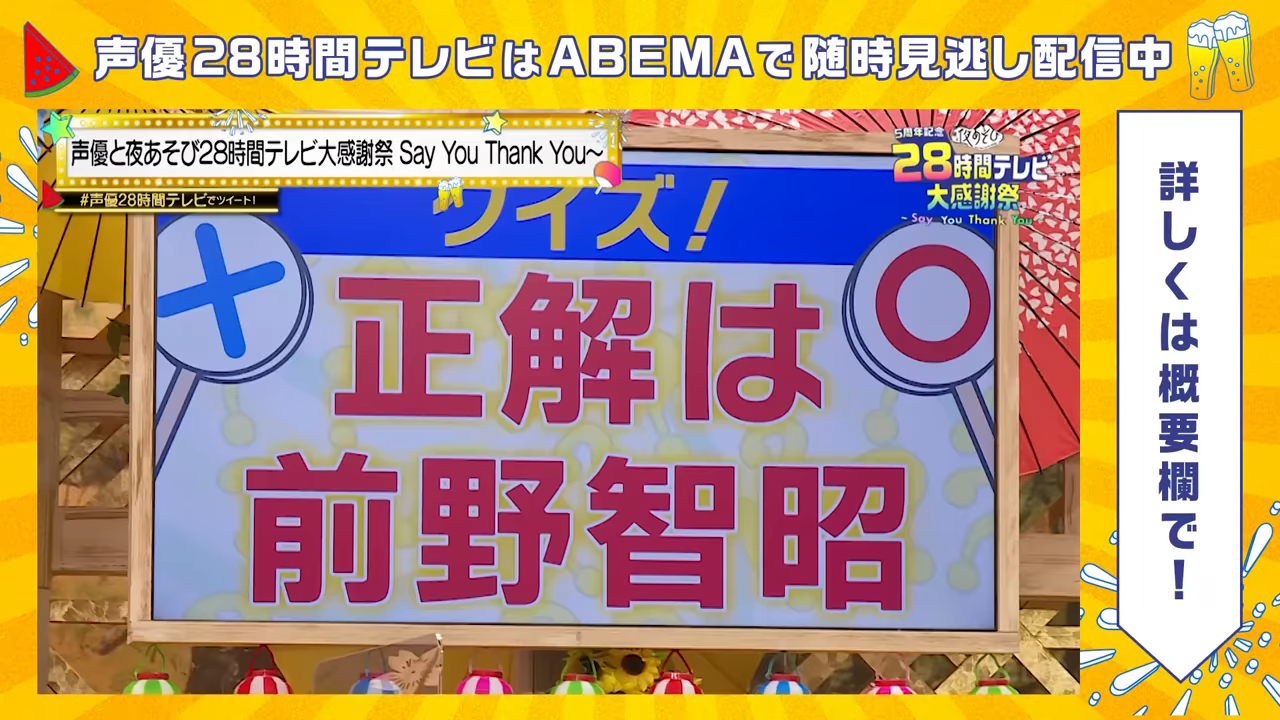 声優28時間テレビはABEMAで随時見逃し配信中
声優と夜あそび28時間テレビ大感謝祭 Say You Thank You〜
#声優28時間テレビでツイート!
5周年記念 夜あそび
28時間テレビ
大感謝祭
~ Say You Thank You ~
クイズ!
正解は
前野智昭
詳しくは概要欄で!